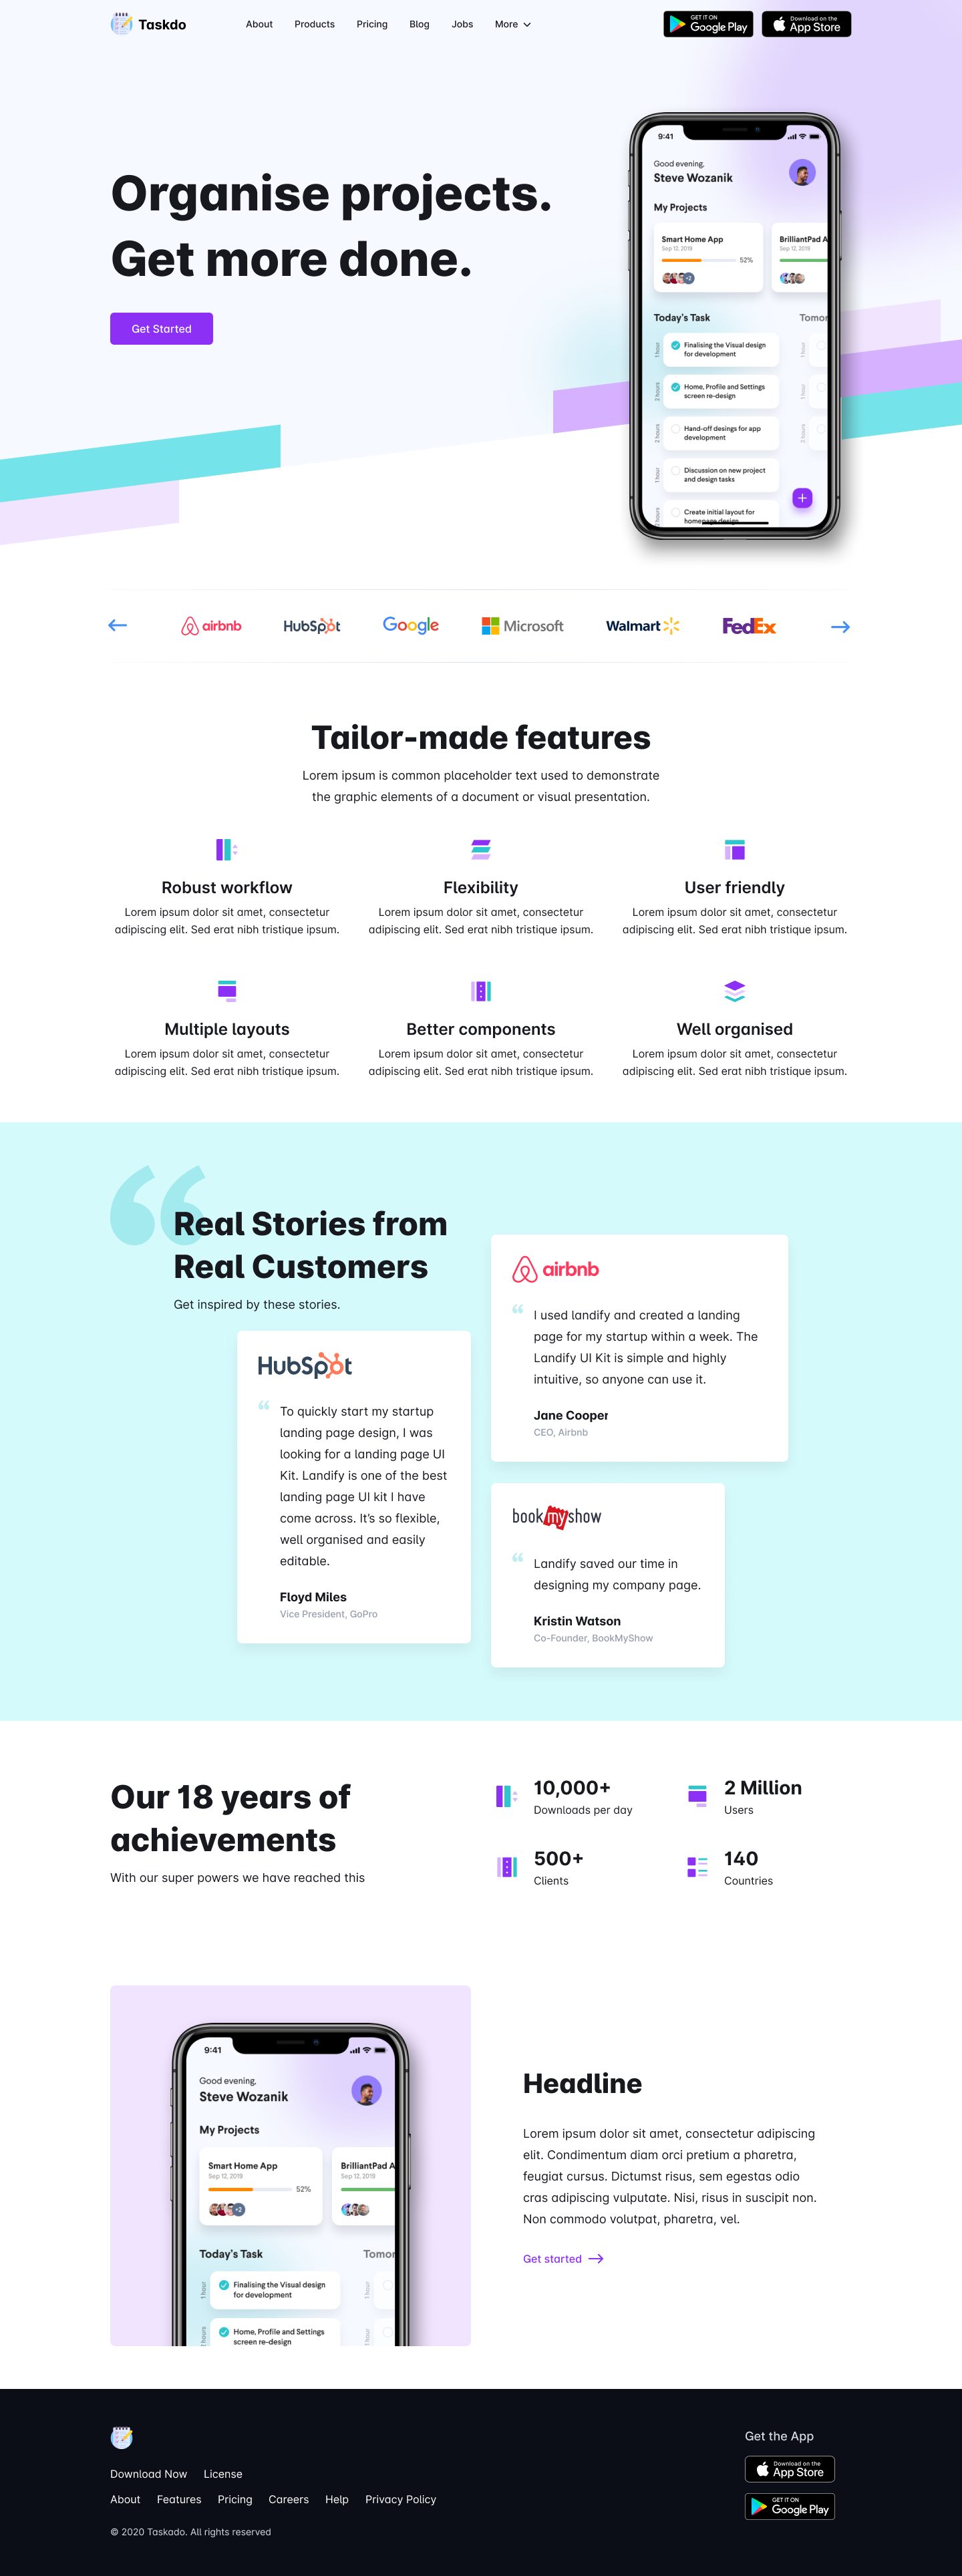 Taskdo
About Products Pricing Blog Jobs More
GET IT ON
Google Play
Download on the
App Store
Organise projects.
Get more done.
Get Started
9:41
Good evening,
Steve Wozanik
My Projects
Smart Home App
Sep 12, 2019
52%
+2
BrilliantPad A
Sep 12, 2019
Today's Task
Tomor
1 hour
Finalising the Visual design
for development
1 hour
2 hours
Home, Profile and Settings
screen re-design
1 hour
2 hours
Hand-off desings for app
development
2 hours
1 hour
Discussion on new project
and design tasks
2 hours
Create initial layout for
homepage design
airbnb
HubSpot
Google
Microsoft
Walmart
FedEx
Tailor-made features
Lorem ipsum is common placeholder text used to demonstrate
the graphic elements of a document or visual presentation.
Robust workflow
Lorem ipsum dolor sit amet, consectetur
adipiscing elit. Sed erat nibh tristique ipsum.
Flexibility
Lorem ipsum dolor sit amet, consectetur
adipiscing elit. Sed erat nibh tristique ipsum.
User friendly
Lorem ipsum dolor sit amet, consectetur
adipiscing elit. Sed erat nibh tristique ipsum.
Multiple layouts
Lorem ipsum dolor sit amet, consectetur
adipiscing elit. Sed erat nibh tristique ipsum.
Better components
Lorem ipsum dolor sit amet, consectetur
adipiscing elit. Sed erat nibh tristique ipsum.
Well organised
Lorem ipsum dolor sit amet, consectetur
adipiscing elit. Sed erat nibh tristique ipsum.
“
Real Stories from
Real Customers
Get inspired by these stories.
HubSpot
“
To quickly start my startup
landing page design, I was
looking for a landing page UI
Kit. Landify is one of the best
landing page UI kit I have
come across. It's so flexible,
well organised and easily
editable.
Floyd Miles
Vice President, GoPro
airbnb
“
I used landify and created a landing
page for my startup within a week. The
Landify UI Kit is simple and highly
intuitive, so anyone can use it.
Jane Cooper
CEO, Airbnb
bookmyshow
“
Landify saved our time in
designing my company page.
Kristin Watson
Co-Founder, BookMyShow
Our 18 years of
achievements
With our super powers we have reached this
10,000+
Downloads per day
2 Million
Users
500+
Clients
140
Countries
9:41
Good evening,
Steve Wozanik
My Projects
Smart Home App
Sep 12, 2019
52%
+2
BrilliantPad A
Sep 12, 2019
Today's Task
Tomor
1 hour
Finalising the Visual design
for development
1 hour
2 hours
Home, Profile and Settings
screen re-design
1 hour
Headline
Lorem ipsum dolor sit amet, consectetur adipiscing
elit. Condimentum diam orci pretium a pharetra,
feugiat cursus. Dictumst risus, sem egestas odio
cras adipiscing vulputate. Nisi, risus in suscipit non.
Non commodo volutpat, pharetra, vel.
Get started
Download Now License
About Features Pricing Careers Help Privacy Policy
© 2020 Taskado. All rights reserved
Get the App
Download on the
App Store
GET IT ON
Google Play